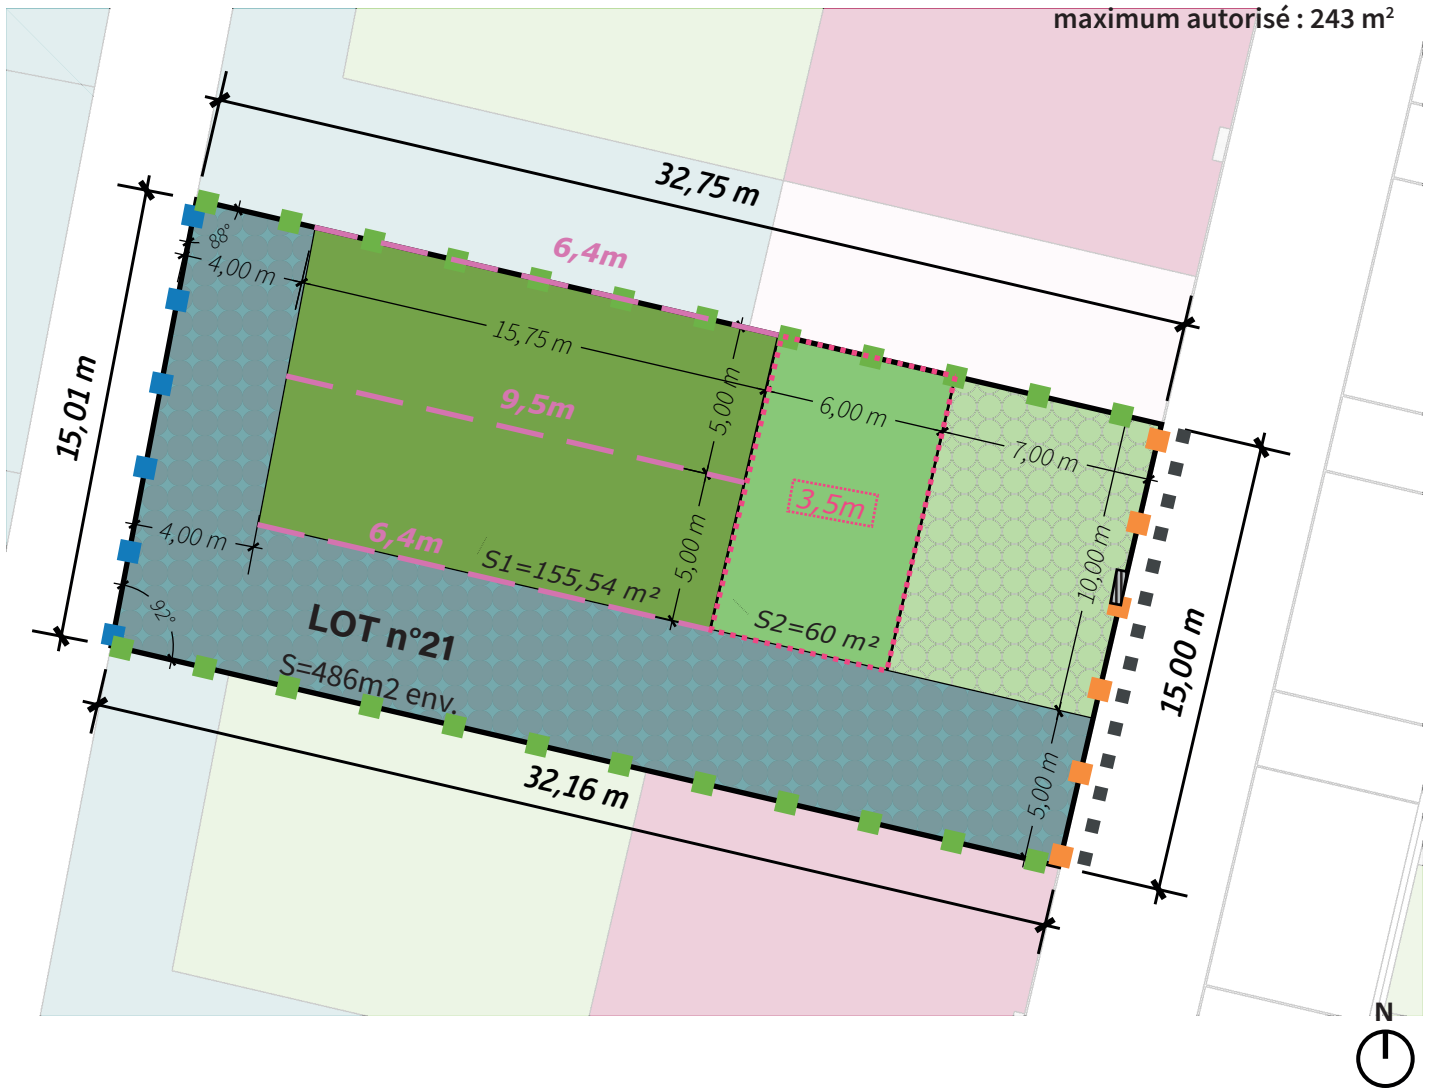 maximum autorisé : 243 m²
32,75 m
6,4m
88°
4,00 m
15,75 m
5,00 m
6,00 m
7,00 m
9,5m
15,01 m
3,5m
4,00 m
6,4m
S1=155,54 m²
5,00 m
10,00 m
92°
S2=60 m²
15,00 m
LOT n°21
S=486m2 env.
5,00 m
32,16 m
N